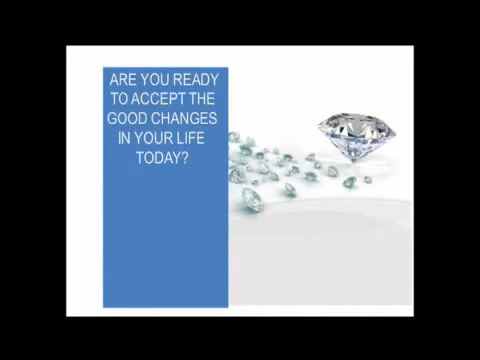 ARE YOU READY
TO ACCEPT THE
GOOD CHANGES
IN YOUR LIFE
TODAY?